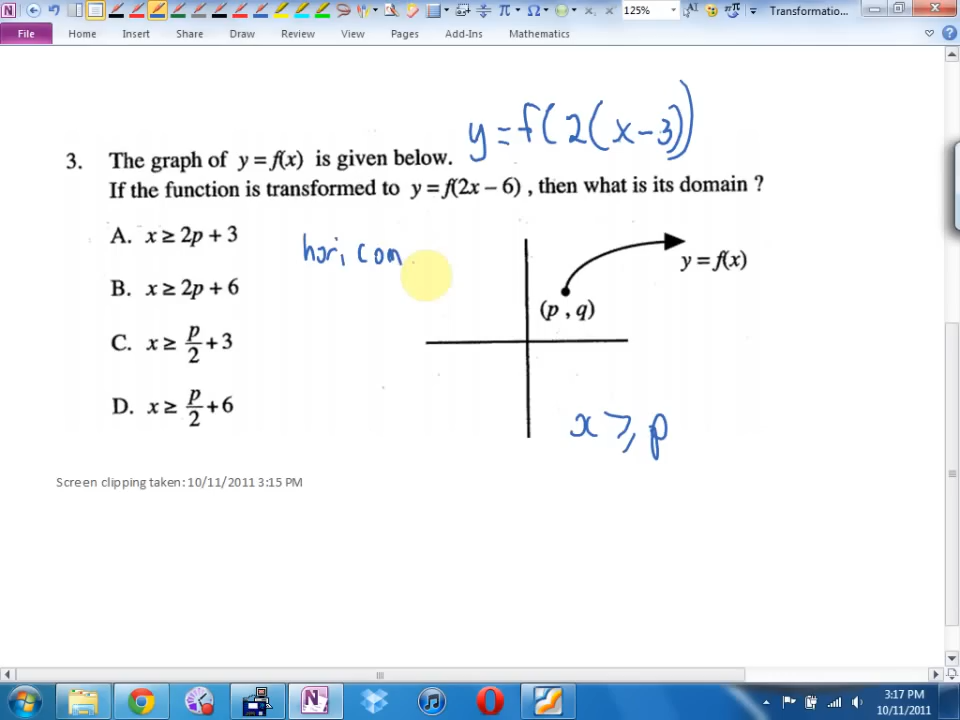 125%
Transformatio...
File Home Insert Share Draw Review View Pages Add-Ins Mathematics
y = f(2(x-3))
3. The graph of y = f(x) is given below.
If the function is transformed to y = f(2x – 6) , then what is its domain ?
A. x ≥ 2p + 3
hori com
y = f(x)
B. x ≥ 2p + 6
(p , q)
C. x ≥ p/2 + 3
D. x ≥ p/2 + 6
x ≥ p
Screen clipping taken: 10/11/2011 3:15 PM
3:17 PM
10/11/2011